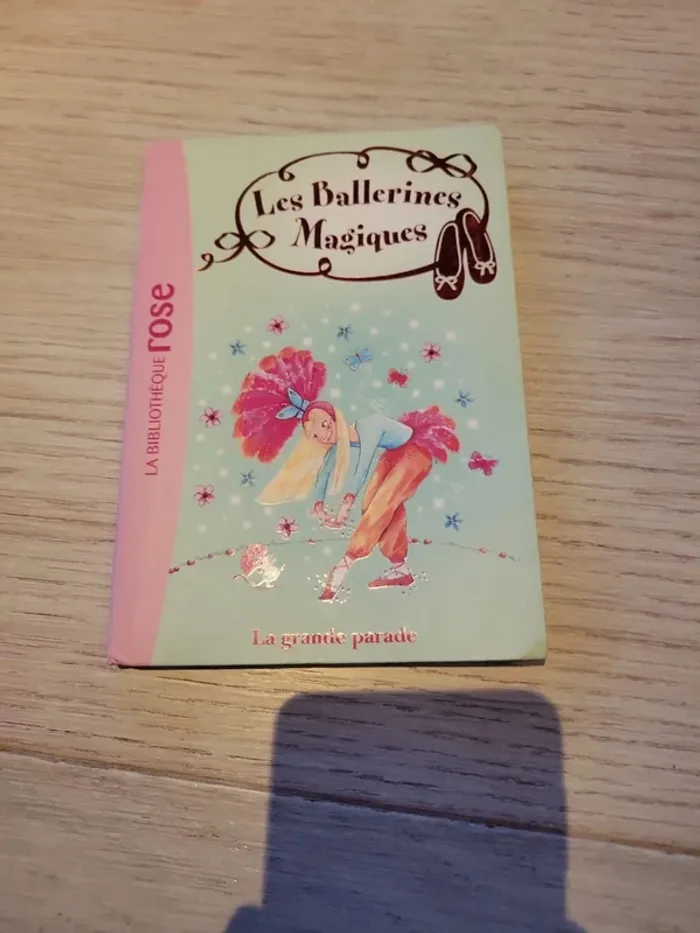 Les Ballerines
Magiques
LA BIBLIOTHÈQUE rose
La grande parade